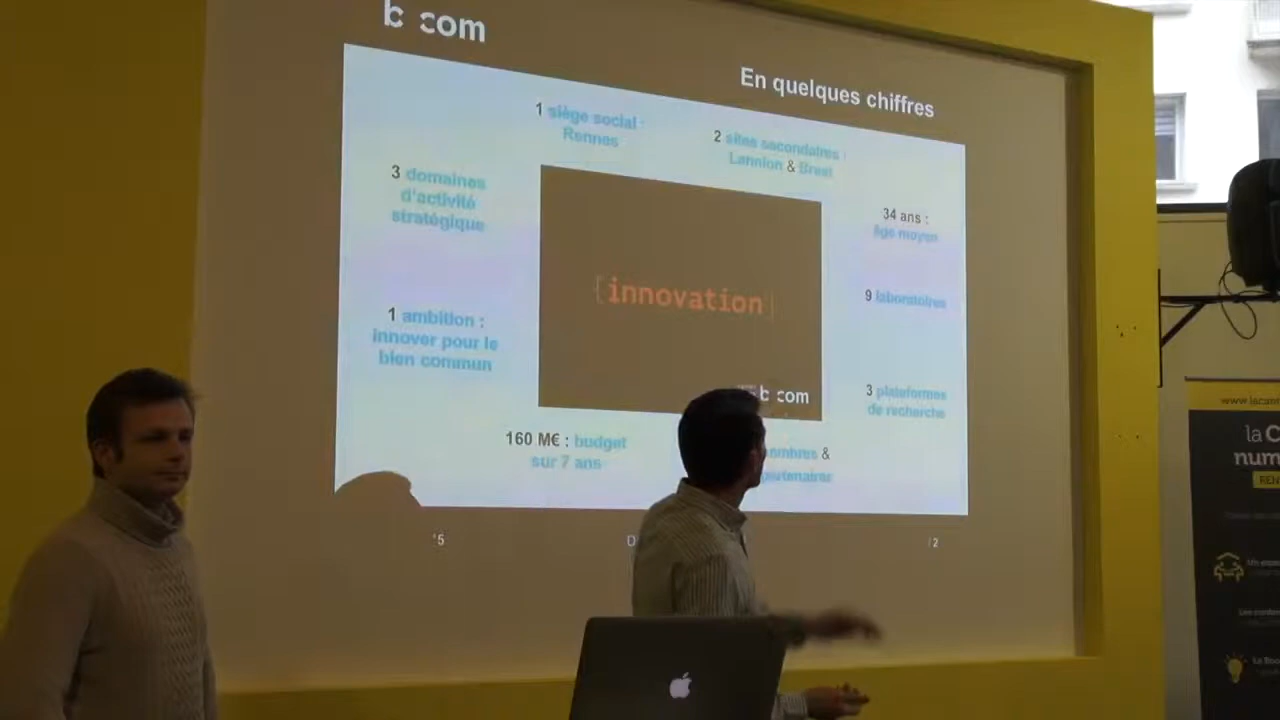 b com
En quelques chiffres
1 siège social :
Rennes
2 sites secondaires :
Lannion & Brest
3 domaines
d'activité
stratégique
34 ans :
âge moyen
{innovation}
9 laboratoires
1 ambition :
innover pour le
bien commun
b com
3 plateformes
de recherche
160 M€ : budget
sur 7 ans
&
partenaires
la